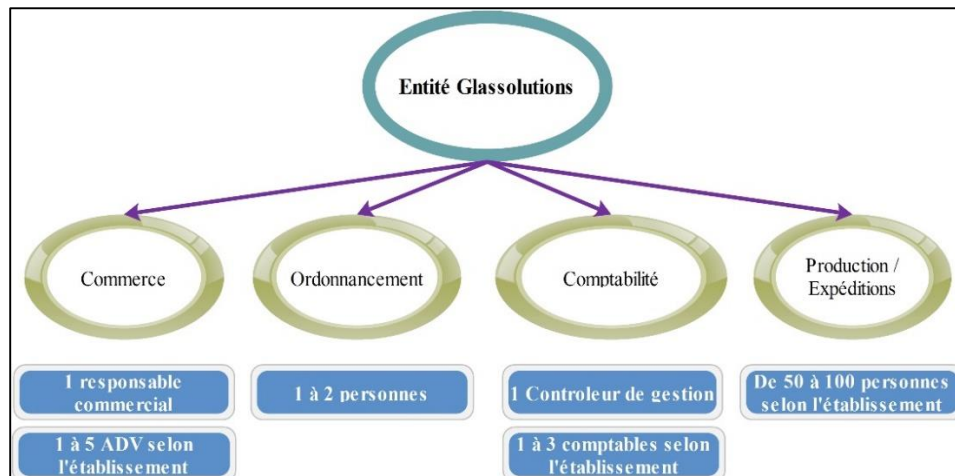 Entité Glassolutions
Commerce
Ordonnancement
Comptabilité
Production /
Expéditions
1 responsable
commercial
1 à 2 personnes
1 Controleur de gestion
De 50 à 100 personnes
selon l'établissement
1 à 5 ADV selon
l'établissement
1 à 3 comptables selon
l'établissement